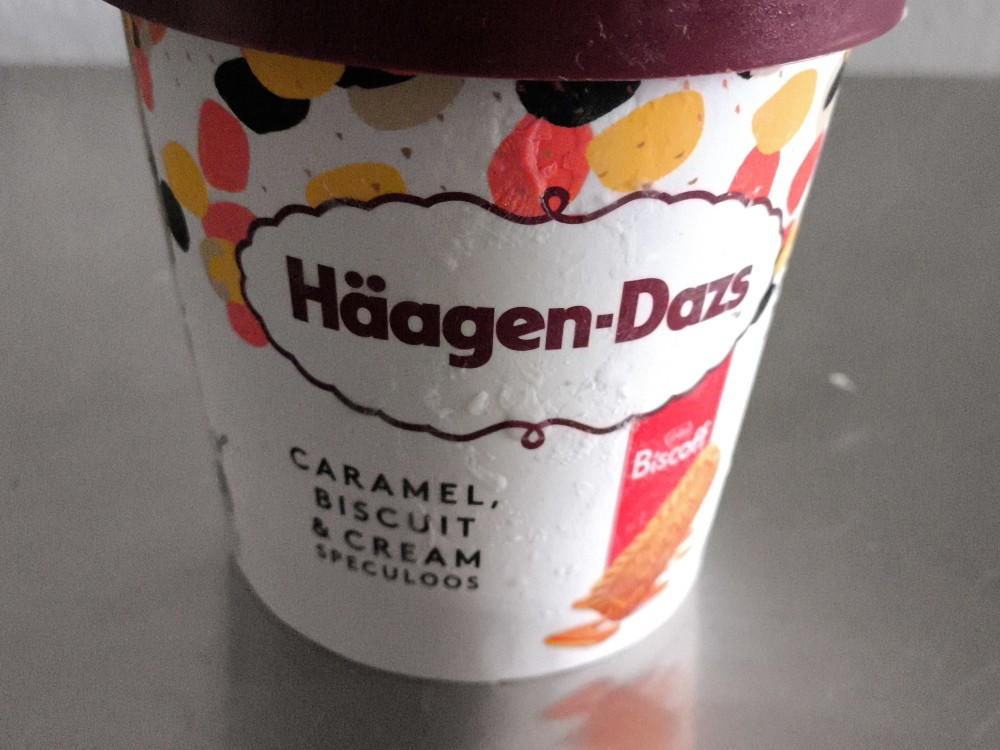 Häagen-Dazs
Biscoff
CARAMEL,
BISCUIT
& CREAM
SPECULOOS